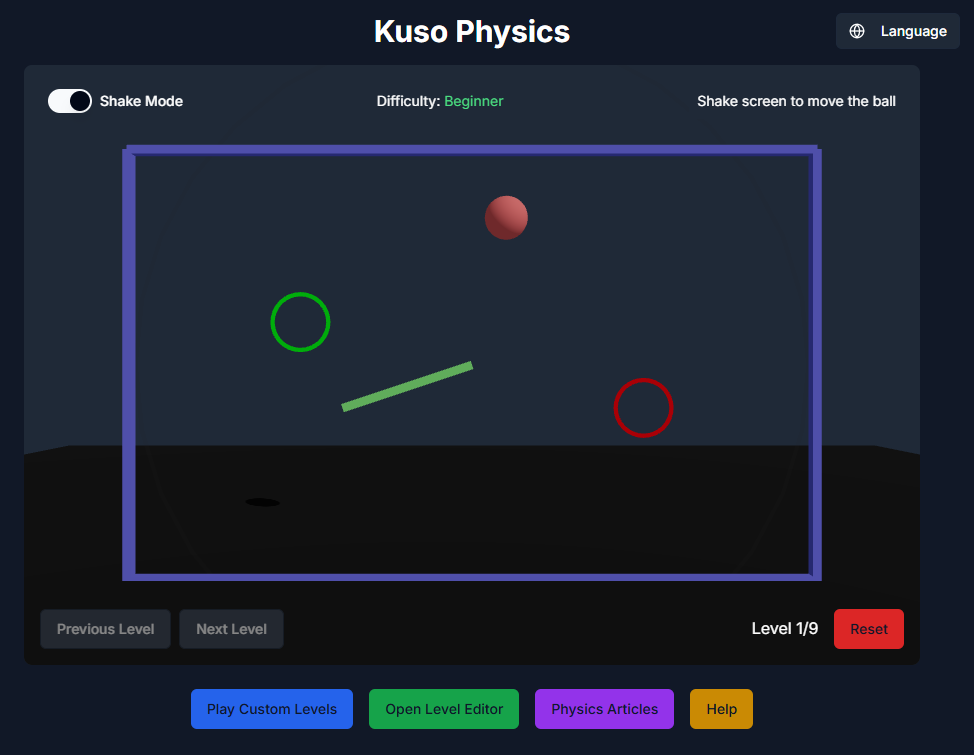 Kuso Physics
Language
Shake Mode
Difficulty: Beginner
Shake screen to move the ball
Previous Level
Next Level
Level 1/9
Reset
Play Custom Levels
Open Level Editor
Physics Articles
Help